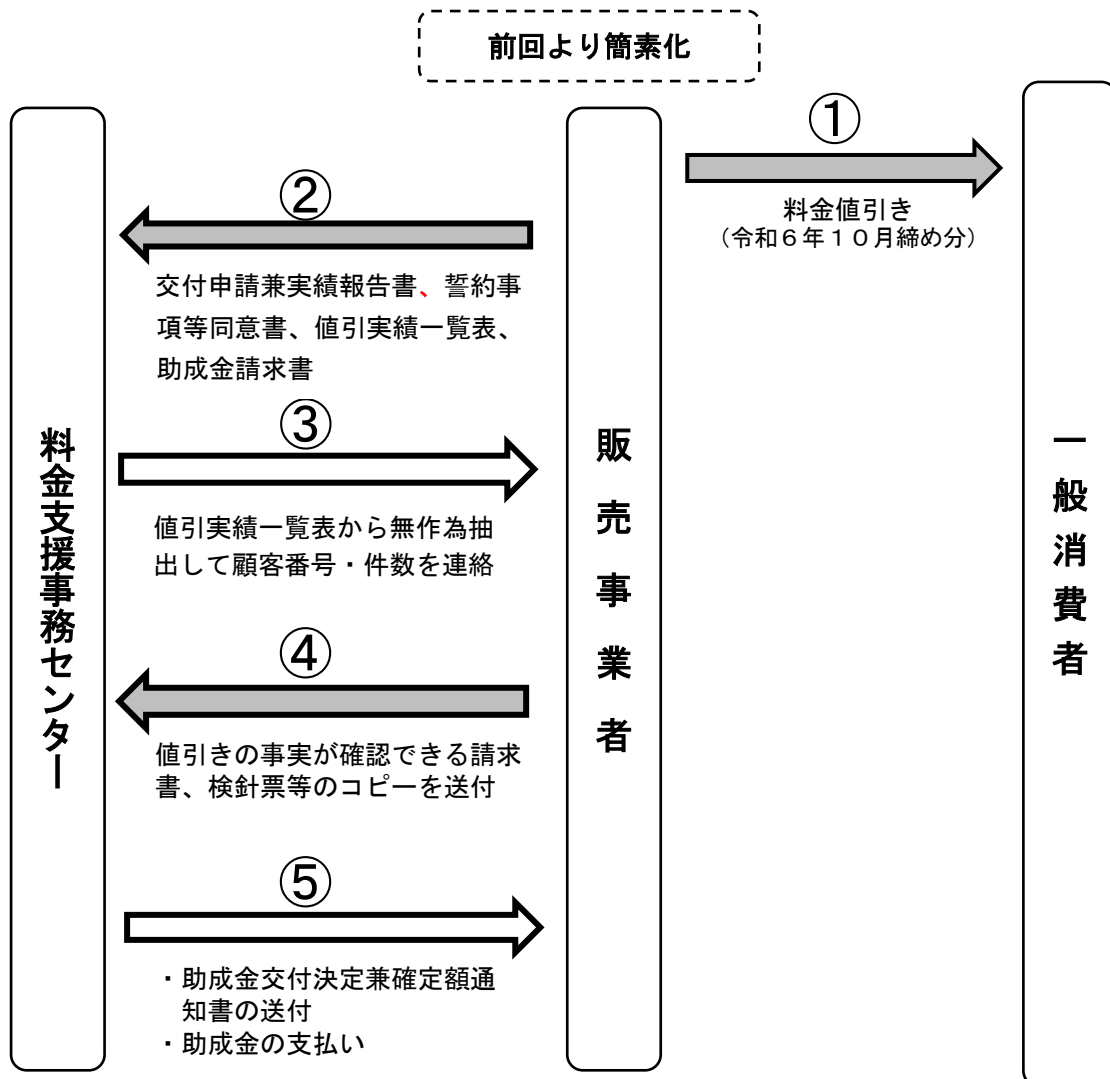 前回より簡素化
①
料金値引き
（令和６年１０月締め分）
②
交付申請兼実績報告書、誓約事
項等同意書、値引実績一覧表、
助成金請求書
③
値引実績一覧表から無作為抽
出して顧客番号・件数を連絡
④
値引きの事実が確認できる請求
書、検針票等のコピーを送付
⑤
・助成金交付決定兼確定額通
知書の送付
・助成金の支払い
料金支援事務センター
販売事業者
一般消費者